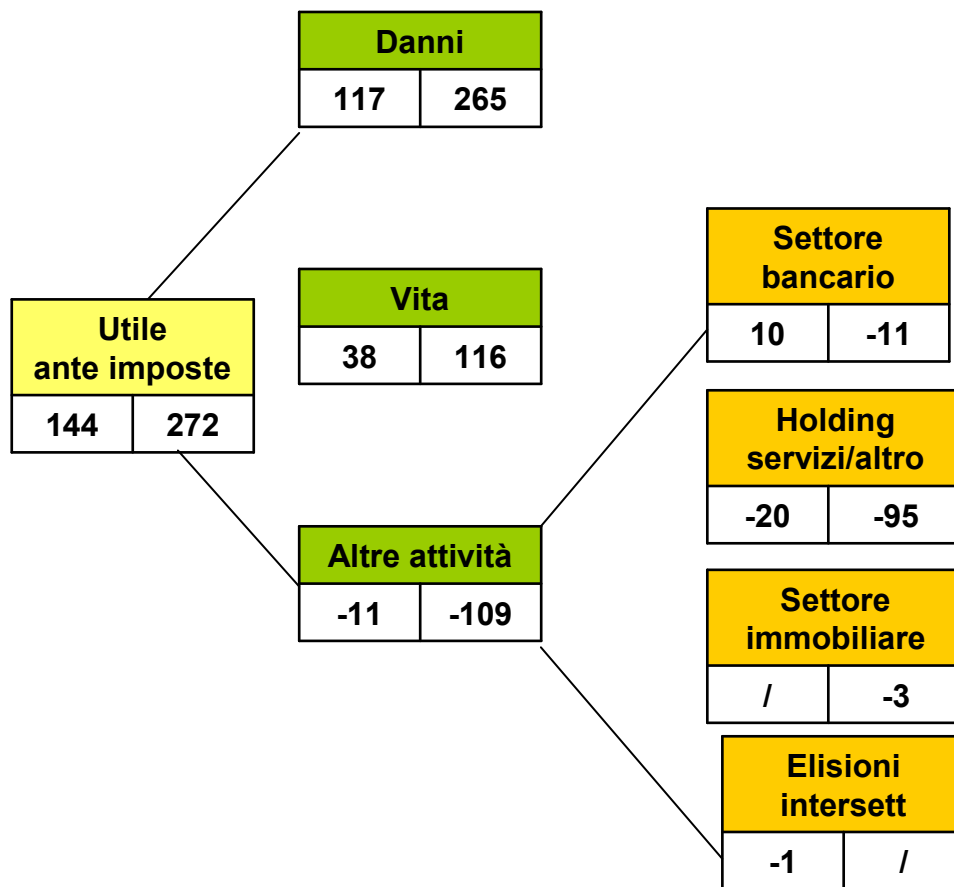 Danni
117 265
Utile
ante imposte
144 272
Vita
38 116
Altre attività
-11 -109
Settore
bancario
10 -11
Holding
servizi/altro
-20 -95
Settore
immobiliare
/ -3
Elisioni
intersett
-1 /